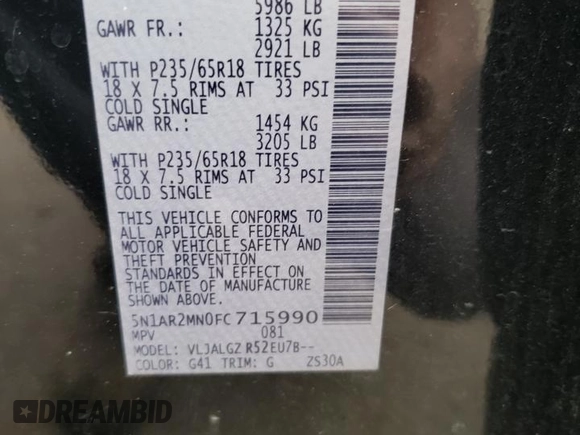 5986 LB
GAWR FR.: 1325 KG
2921 LB
WITH P235/65R18 TIRES
18 X 7.5 RIMS AT 33 PSI
COLD SINGLE
GAWR RR.: 1454 KG
3205 LB
WITH P235/65R18 TIRES
18 X 7.5 RIMS AT 33 PSI
COLD SINGLE
THIS VEHICLE CONFORMS TO
ALL APPLICABLE FEDERAL
MOTOR VEHICLE SAFETY AND
THEFT PREVENTION
STANDARDS IN EFFECT ON
THE DATE OF MANUFACTURE
SHOWN ABOVE.
5N1AR2MN0FC715990
MPV 081
MODEL: VLJALGZ R52EU7B--
COLOR: G41 TRIM: G ZS30A
DREAMBID